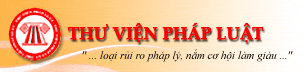 THƯ VIỆN PHÁP LUẬT
"... loại rủi ro pháp lý, nắm cơ hội làm giàu ..."